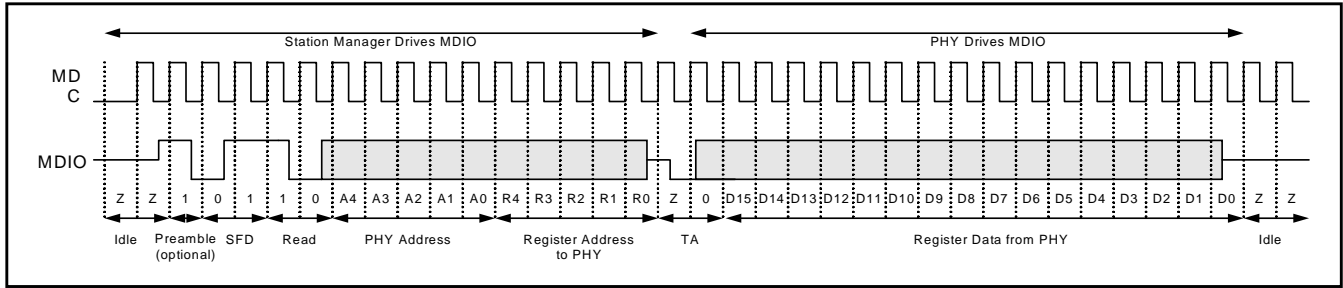 Station Manager Drives MDIO PHY Drives MDIO
MD
C
MDIO
Z Z 1 0 1 1 0 A4 A3 A2 A1 A0 R4 R3 R2 R1 R0 Z 0 D15 D14 D13 D12 D11 D10 D9 D8 D7 D6 D5 D4 D3 D2 D1 D0 Z Z
Idle Preamble SFD Read PHY Address Register Address TA Register Data from PHY Idle
(optional) to PHY